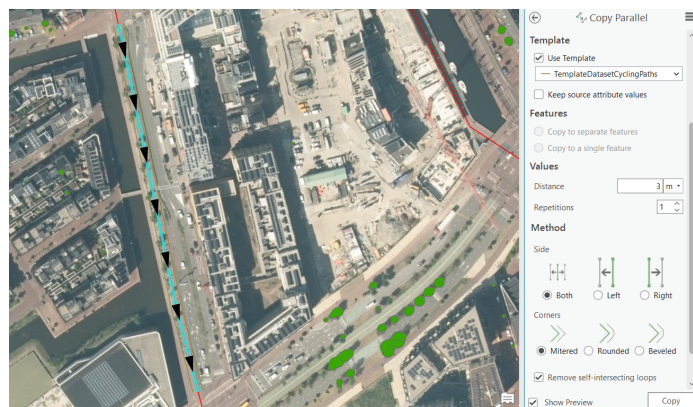 Copy Parallel
Template
Use Template
TemplateDatasetCyclingPaths
Keep source attribute values
Features
Copy to separate features
Copy to a single feature
Values
Distance 3 m
Repetitions 1
Method
Side
Both Left Right
Corners
Mitered Rounded Beveled
Remove self-intersecting loops
Show Preview Copy